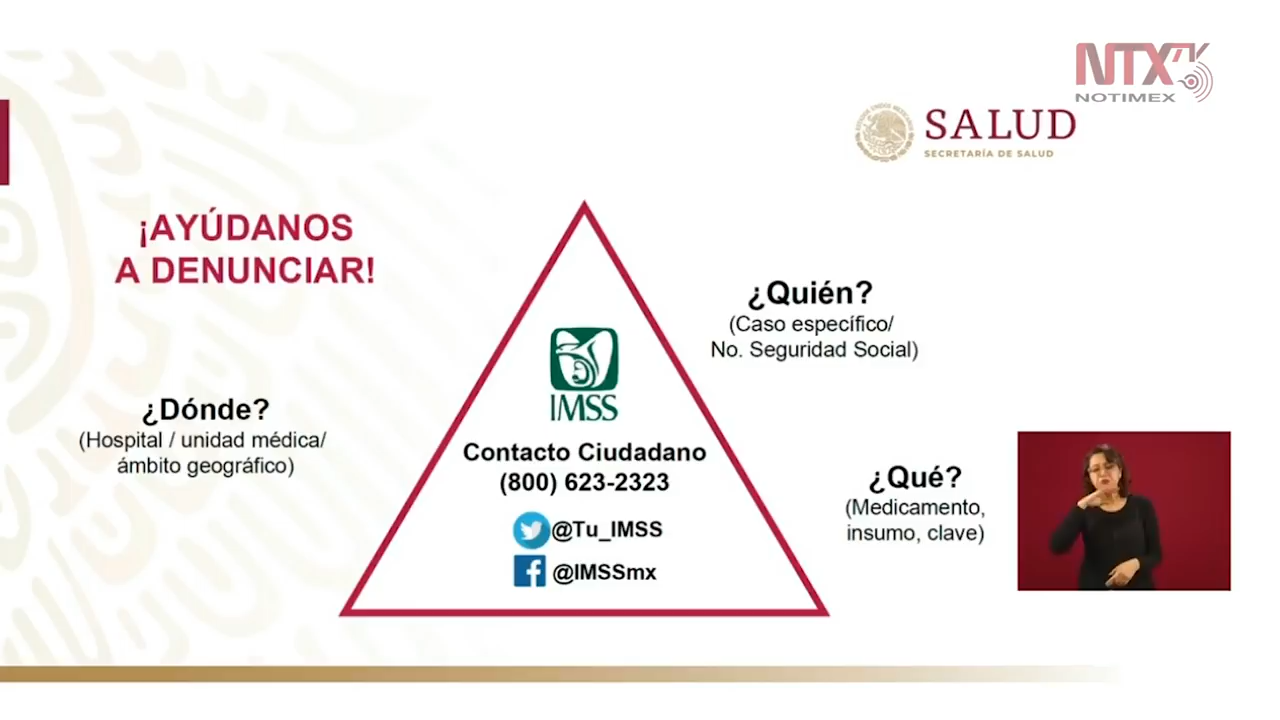 NTX TV
NOTIMEX
SALUD
SECRETARÍA DE SALUD
¡AYÚDANOS
A DENUNCIAR!
¿Quién?
(Caso específico/
No. Seguridad Social)
¿Dónde?
(Hospital / unidad médica/
ámbito geográfico)
IMSS
Contacto Ciudadano
(800) 623-2323
@Tu_IMSS
@IMSSmx
¿Qué?
(Medicamento,
insumo, clave)